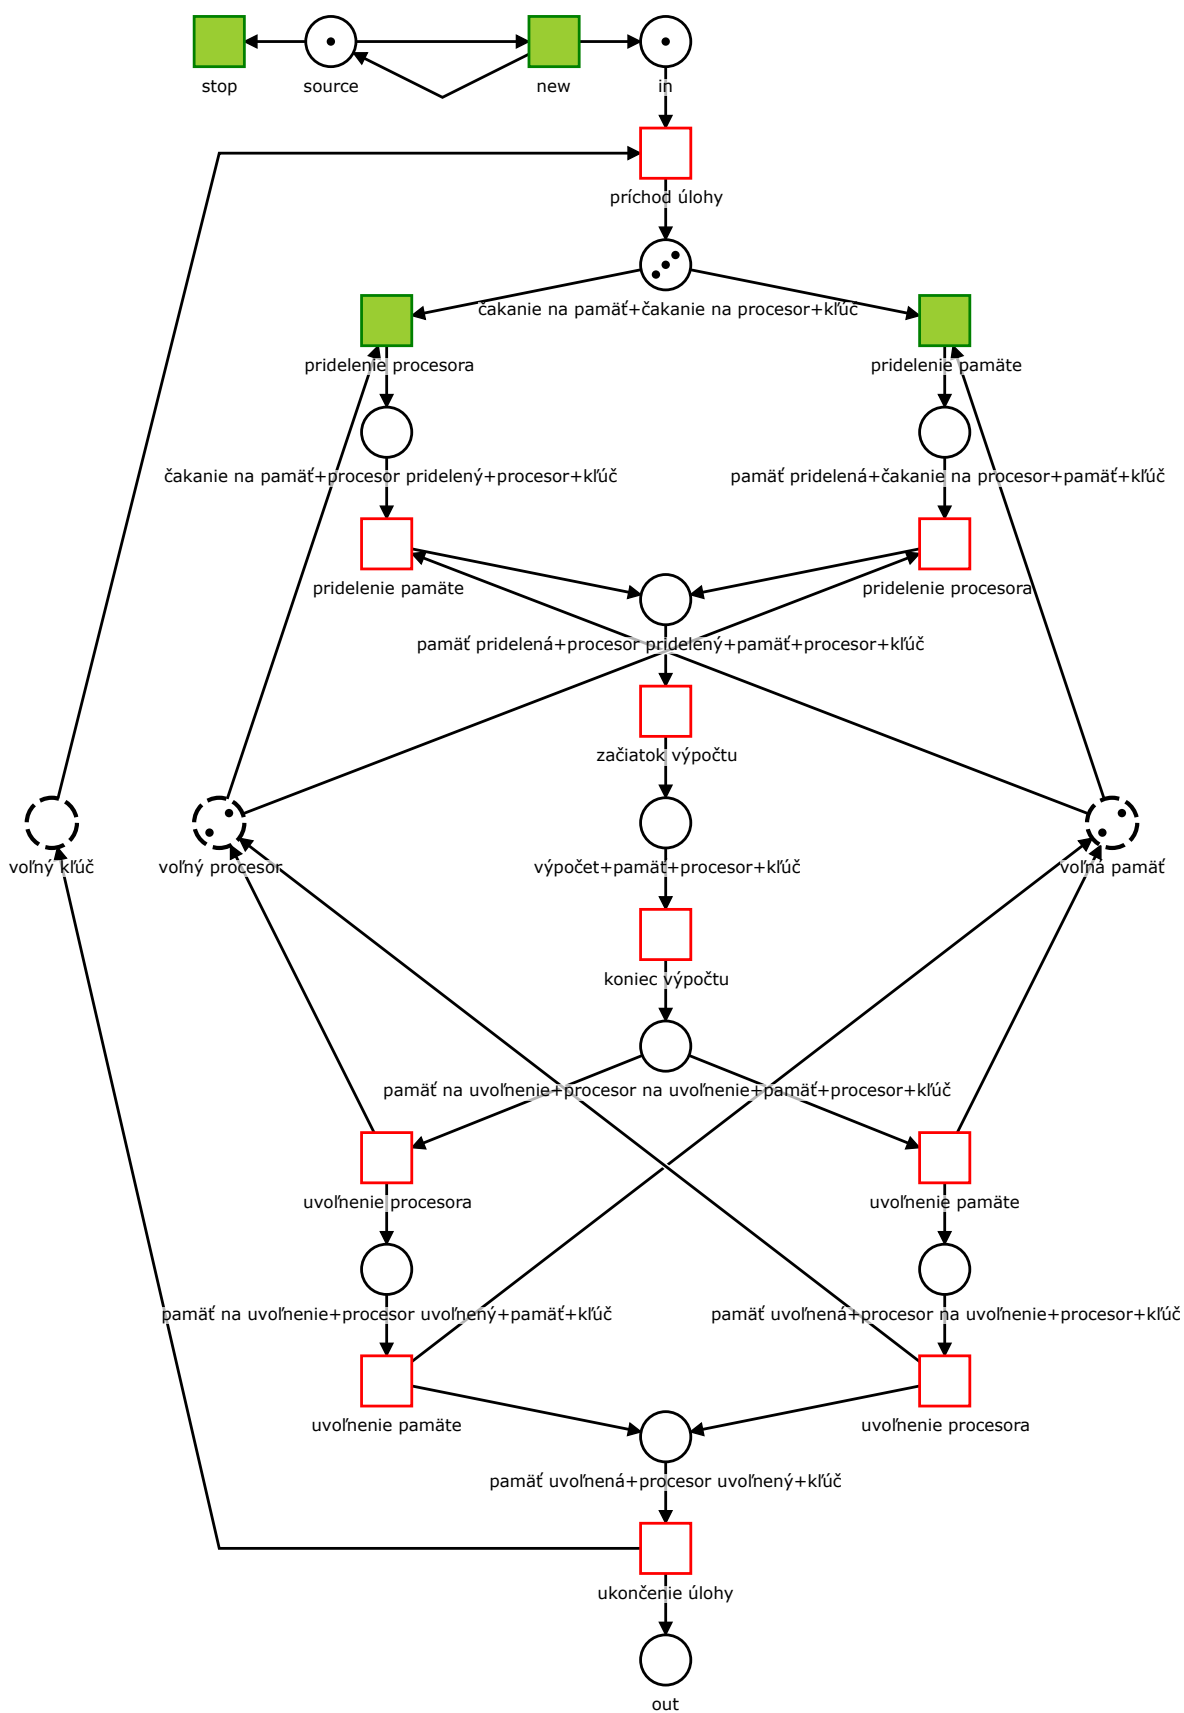 stop
source
new
in
príchod úlohy
čakanie na pamäť+čakanie na procesor+kľúč
pridelenie procesora
pridelenie pamäte
čakanie na pamäť+procesor pridelený+procesor+kľúč
pamäť pridelená+čakanie na procesor+pamäť+kľúč
pridelenie pamäte
pridelenie procesora
pamäť pridelená+procesor pridelený+pamäť+procesor+kľúč
začiatok výpočtu
voľný kľúč
voľný procesor
výpočet+pamäť+procesor+kľúč
voľná pamäť
koniec výpočtu
pamäť na uvoľnenie+procesor na uvoľnenie+pamäť+procesor+kľúč
uvoľnenie procesora
uvoľnenie pamäte
pamäť na uvoľnenie+procesor uvoľnený+pamäť+kľúč
pamäť uvoľnená+procesor na uvoľnenie+procesor+kľúč
uvoľnenie pamäte
uvoľnenie procesora
pamäť uvoľnená+procesor uvoľnený+kľúč
ukončenie úlohy
out